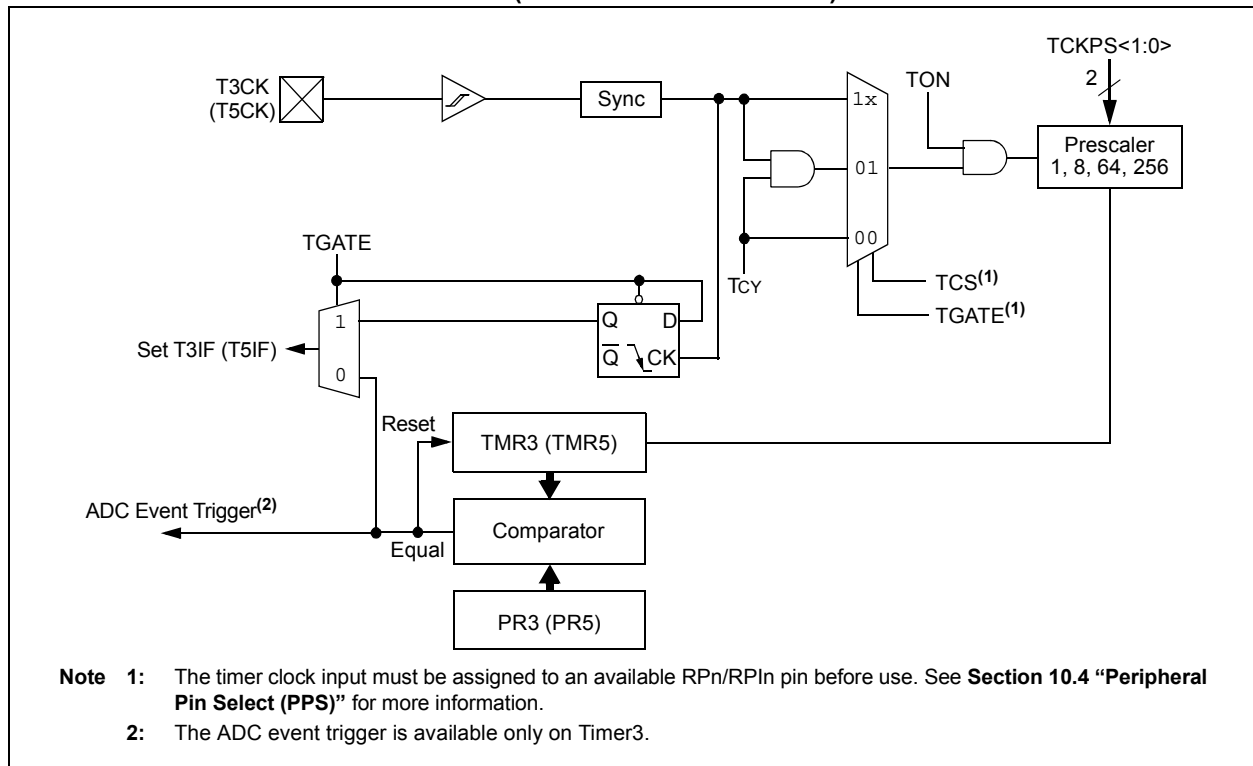 TCKPS<1:0>
2
T3CK
(T5CK)
Sync
1x
TON
Prescaler
1, 8, 64, 256
01
00
TGATE
TCY
TCS(1)
TGATE(1)
1
Q
D
Set T3IF (T5IF)
Q
CK
0
Reset
TMR3 (TMR5)
ADC Event Trigger(2)
Equal
Comparator
PR3 (PR5)
Note 1: The timer clock input must be assigned to an available RPn/RPIn pin before use. See Section 10.4 “Peripheral
Pin Select (PPS)” for more information.
2: The ADC event trigger is available only on Timer3.